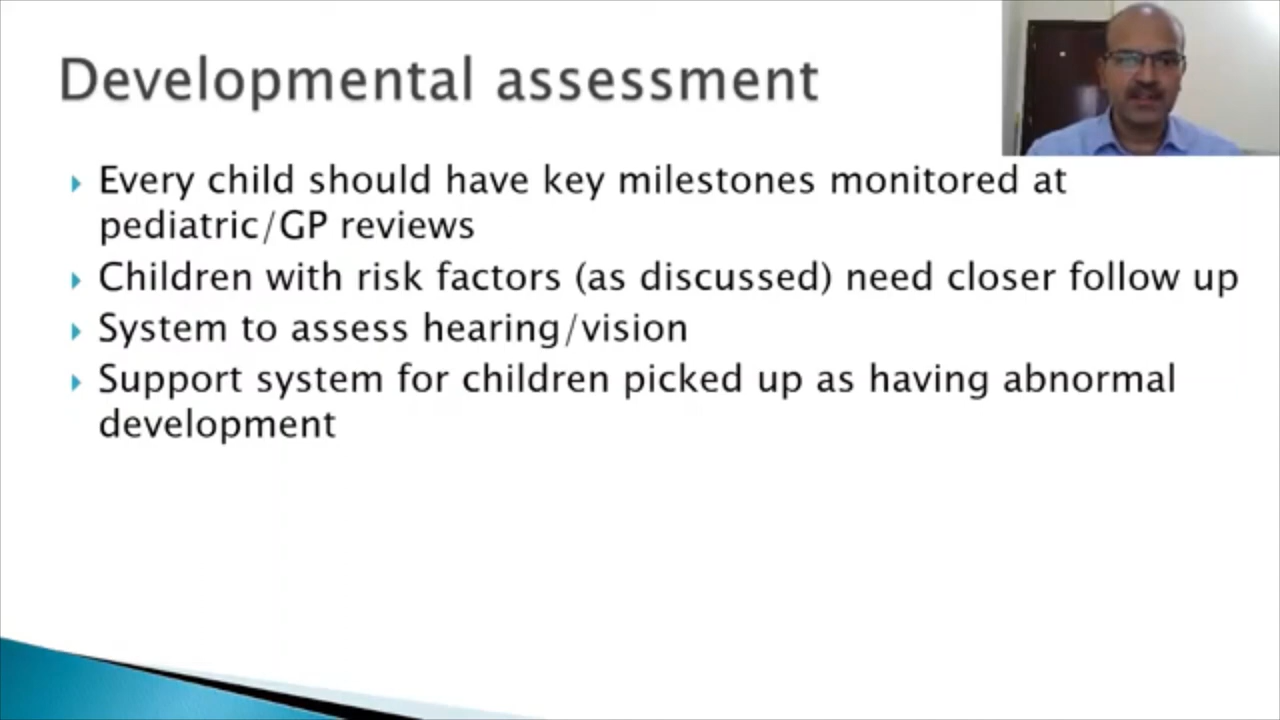 Developmental assessment
Every child should have key milestones monitored at
pediatric/GP reviews
Children with risk factors (as discussed) need closer follow up
System to assess hearing/vision
Support system for children picked up as having abnormal
development